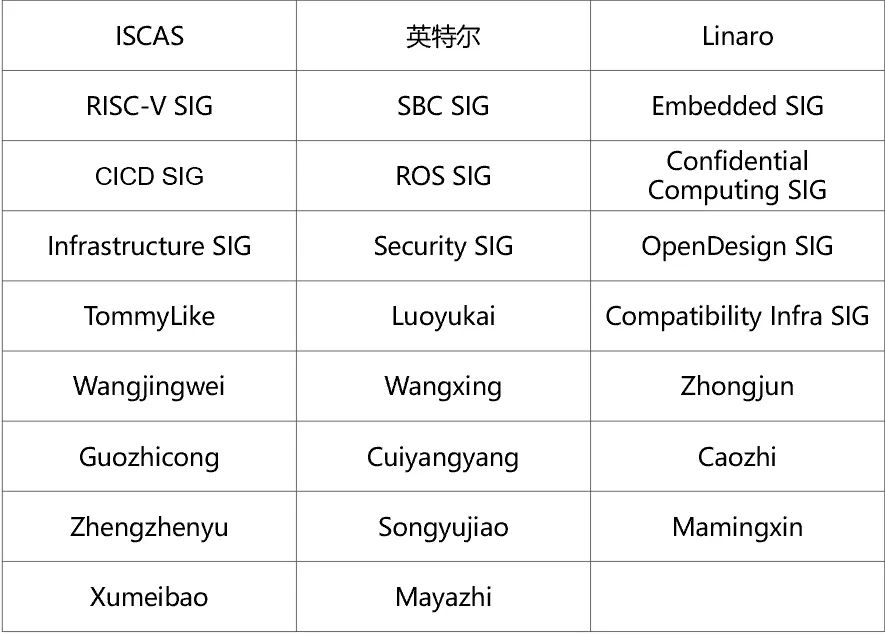 ISCAS
英特尔
Linaro
RISC-V SIG
SBC SIG
Embedded SIG
CICD SIG
ROS SIG
Confidential
Computing SIG
Infrastructure SIG
Security SIG
OpenDesign SIG
TommyLike
Luoyukai
Compatibility Infra SIG
Wangjingwei
Wangxing
Zhongjun
Guozhicong
Cuiyangyang
Caozhi
Zhengzhenyu
Songyujiao
Mamingxin
Xumeibao
Mayazhi